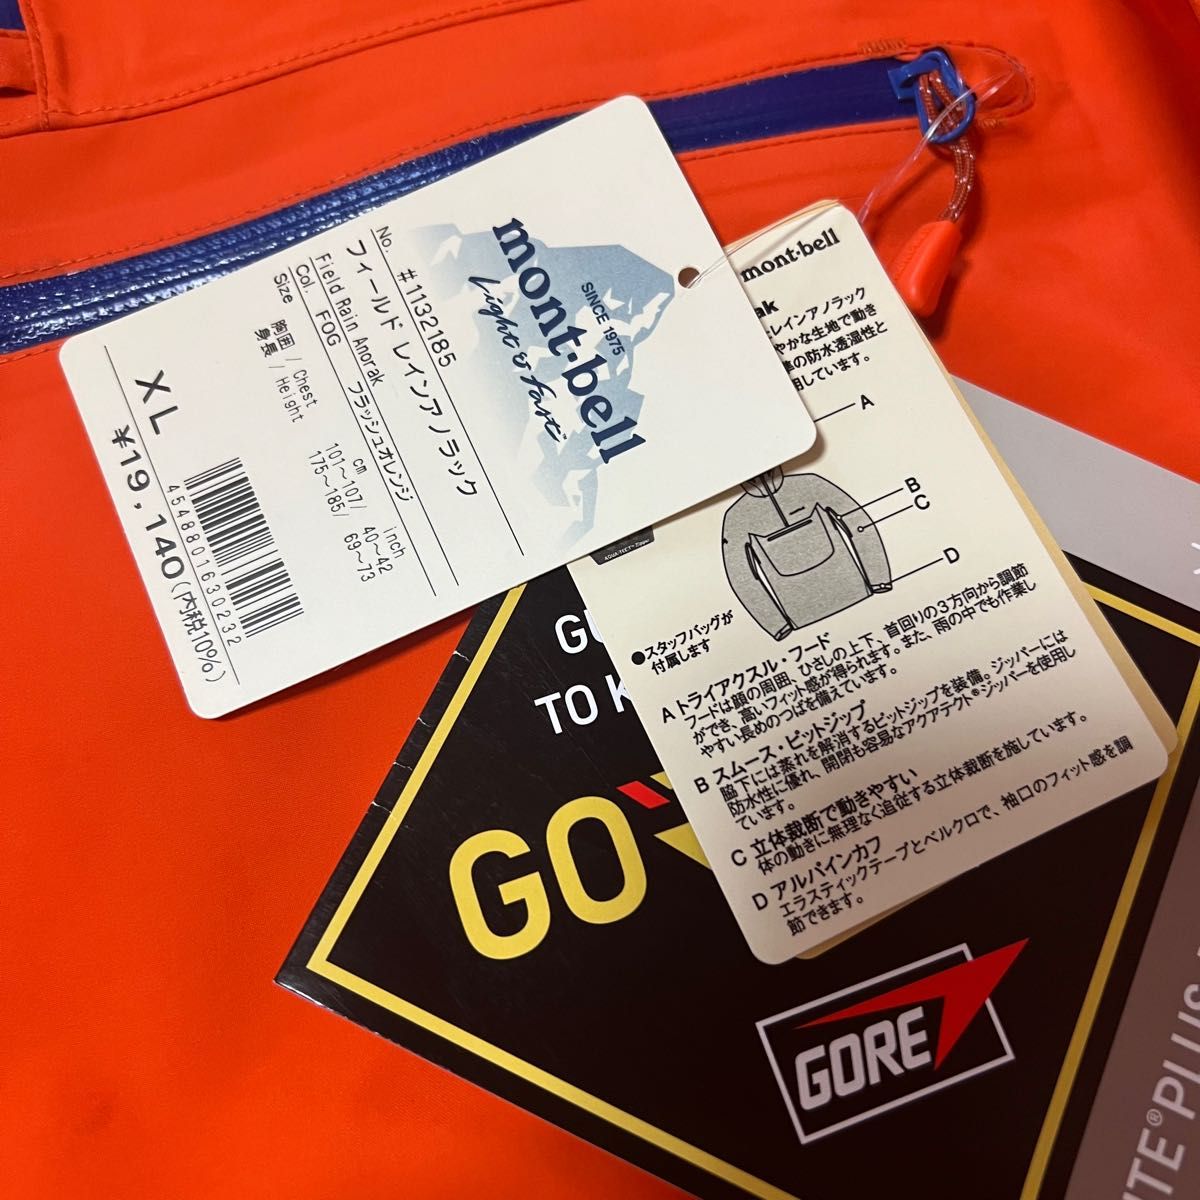 mont-bell
Light & Fast
SINCE 1975
No. #1132185
フィールド レインアノラック
Field Rain Anorak
Col. FOG フラッシュオレンジ
Size 胸囲/Chest 101~107/ 40~42
身長/Height 175~185/ 69~73
cm inch
XL
4548801630232
¥19,140(内税10%)
mont-bell
レインアノラック
やかな生地で動き
の防水透湿性と
用しています。
A
B
C
D
●スタッフバッグが
付属します
A トライアクスル・フード
フードは顔の周囲、ひさしの上下、首回りの3方向から調節
ができ、高いフィット感が得られます。また、雨の中でも作業し
やすい長めのつばを備えています。
B スムース・ピットジップ
脇下には蒸れを解消するピットジップを装備。ジッパーには
防水性に優れ、開閉も容易なアクアテクト®ジッパーを使用し
ています。
C 立体裁断で動きやすい
体の動きに無理なく追従する立体裁断を施しています。
D アルパインカフ
エラスティックテープとベルクロで、袖口のフィット感を調
節できます。
TO K
GO
GORE
TE®PLUS